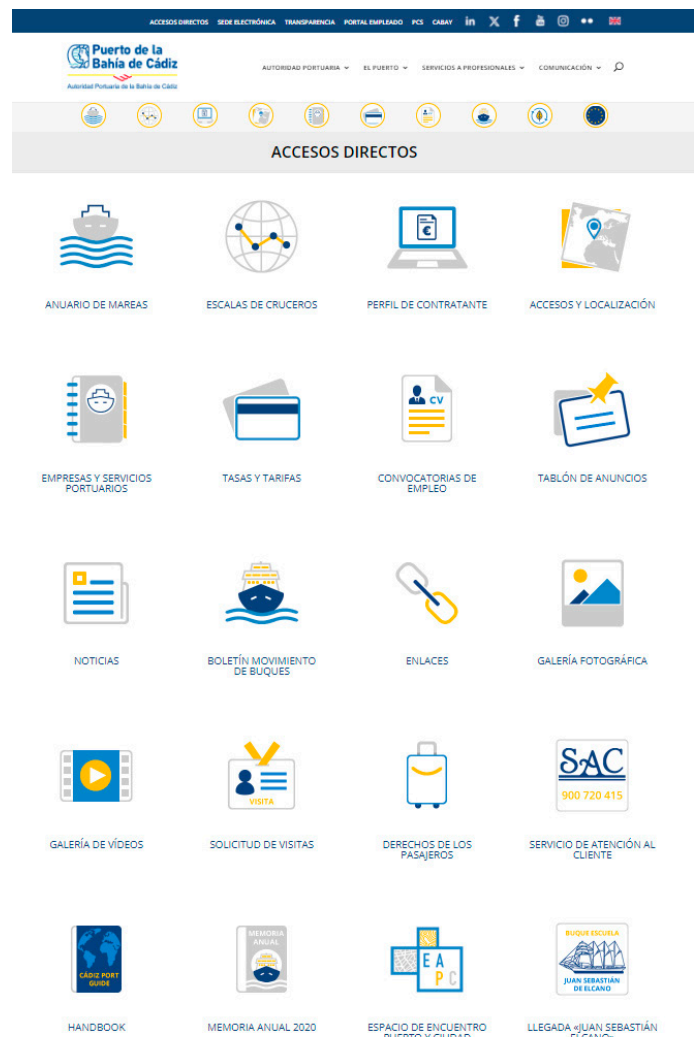 ACCESOS DIRECTOS SEDE ELECTRÓNICA TRANSPARENCIA PORTAL EMPLEADO PCS CABAY
Puerto de la
Bahía de Cádiz
Autoridad Portuaria de la Bahía de Cádiz
AUTORIDAD PORTUARIA EL PUERTO SERVICIOS A PROFESIONALES COMUNICACIÓN
ACCESOS DIRECTOS
ANUARIO DE MAREAS
ESCALAS DE CRUCEROS
PERFIL DE CONTRATANTE
ACCESOS Y LOCALIZACIÓN
CV
EMPRESAS Y SERVICIOS
PORTUARIOS
TASAS Y TARIFAS
CONVOCATORIAS DE
EMPLEO
TABLÓN DE ANUNCIOS
NOTICIAS
BOLETÍN MOVIMIENTO
DE BUQUES
ENLACES
GALERÍA FOTOGRÁFICA
VISITA
SAC
900 720 415
GALERÍA DE VÍDEOS
SOLICITUD DE VISITAS
DERECHOS DE LOS
PASAJEROS
SERVICIO DE ATENCIÓN AL
CLIENTE
CÁDIZ PORT
GUIDE
MEMORIA
ANUAL
E A
P C
BUQUE ESCUELA
JUAN SEBASTIÁN
DE ELCANO
HANDBOOK
MEMORIA ANUAL 2020
ESPACIO DE ENCUENTRO
PUERTO Y CIUDAD
LLEGADA «JUAN SEBASTIÁN
ELCANO»